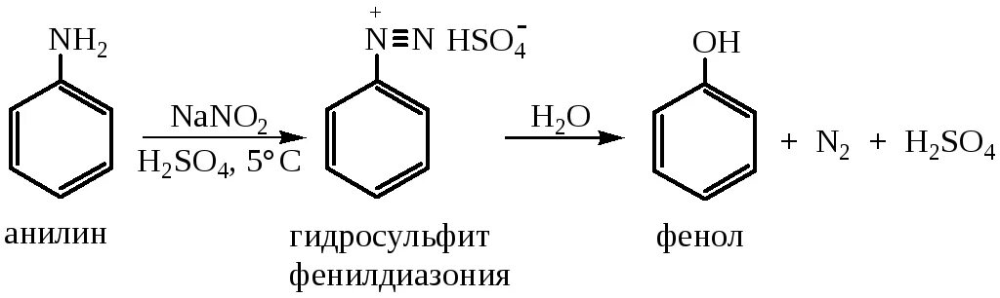 NH₂
+
N≡N HSO₄⁻
OH
NaNO₂
H₂SO₄, 5°C
H₂O
+ N₂ + H₂SO₄
анилин
гидросульфит
фенилдиазония
фенол